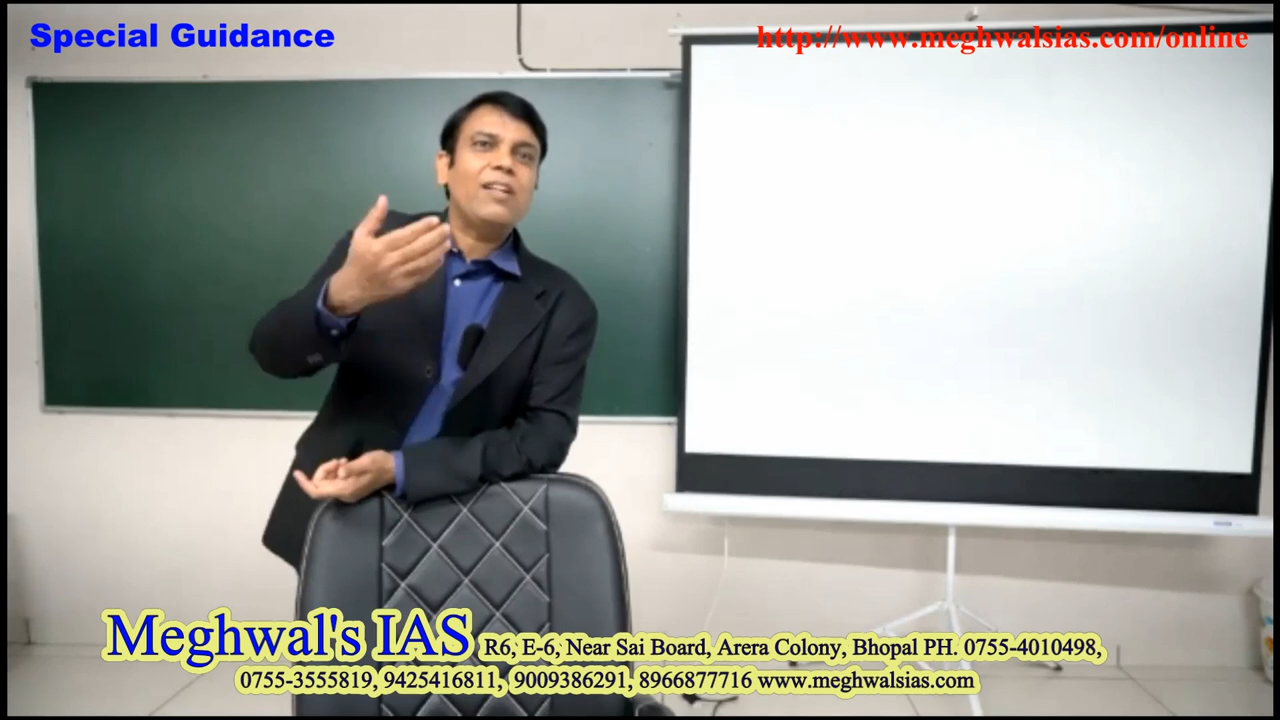 Special Guidance
http://www.meghwalsias.com/online
Meghwal's IAS R6, E-6, Near Sai Board, Arera Colony, Bhopal PH. 0755-4010498,
0755-3555819, 9425416811, 9009386291, 8966877716 www.meghwalsias.com